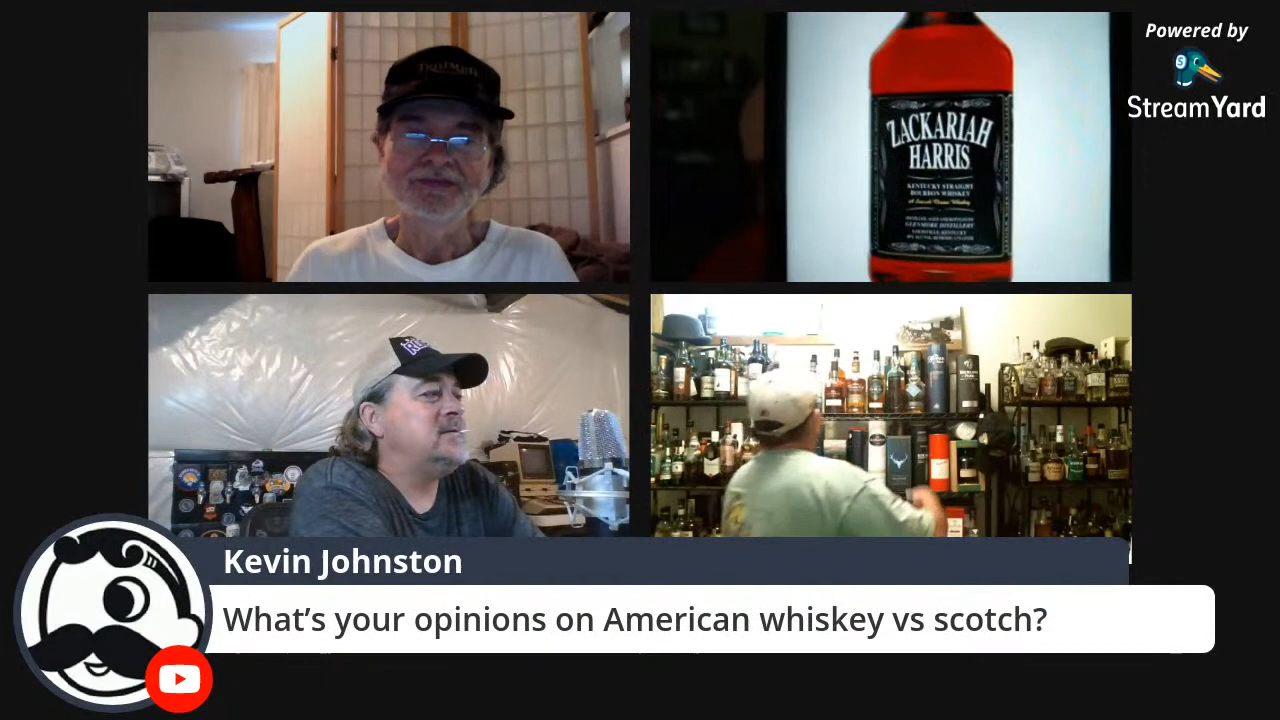 Powered by
StreamYard
TRIUMPH
ZACKARIAH
HARRIS
KENTUCKY STRAIGHT
BOURBON WHISKEY
GLENMORE DISTILLERY
Kevin Johnston
What's your opinions on American whiskey vs scotch?